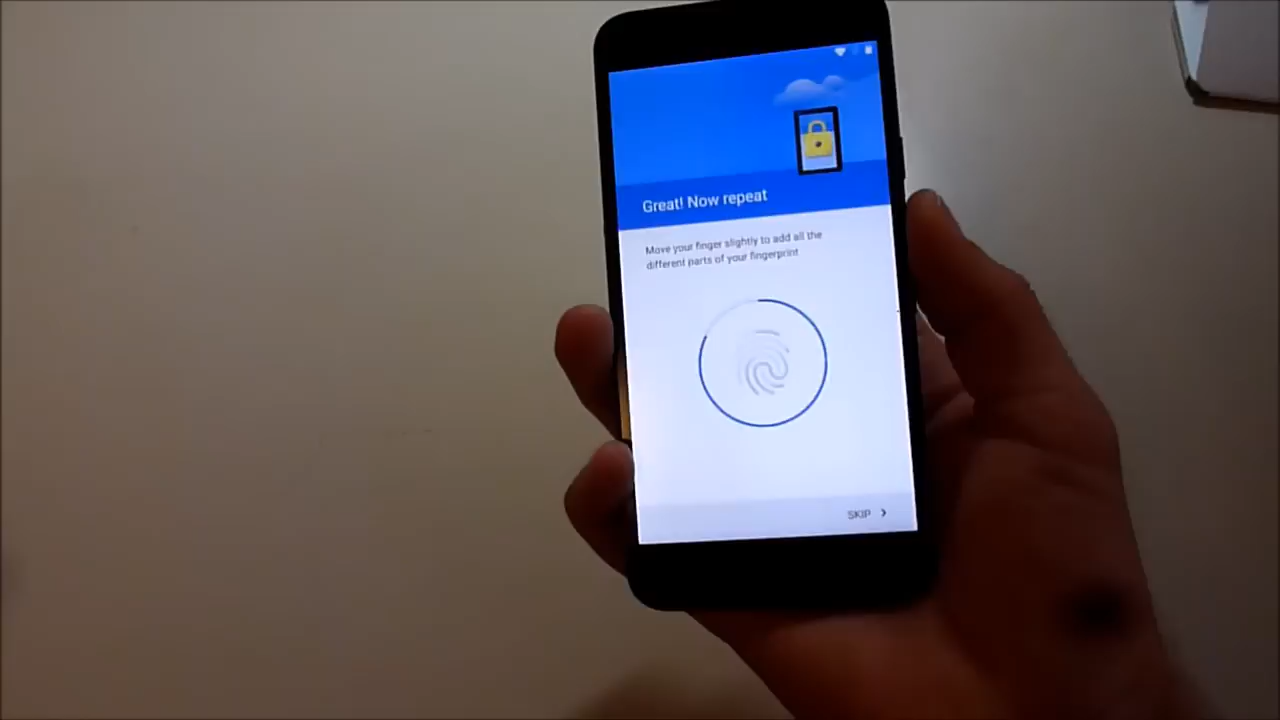 Great! Now repeat
Move your finger slightly to add all the
different parts of your fingerprint
SKIP